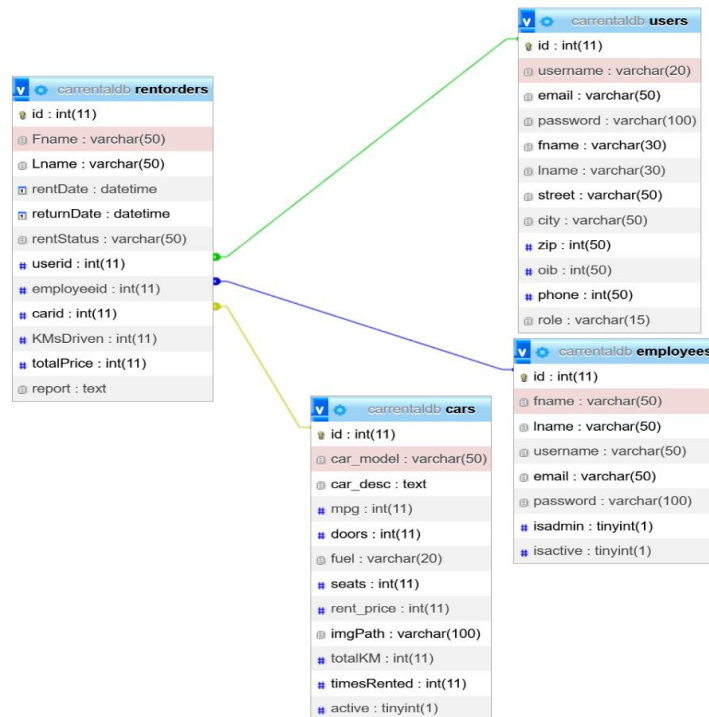 carrentaldb rentorders
id : int(11)
Fname : varchar(50)
Lname : varchar(50)
rentDate : datetime
returnDate : datetime
rentStatus : varchar(50)
userid : int(11)
employeeid : int(11)
carid : int(11)
KMsDriven : int(11)
totalPrice : int(11)
report : text
carrentaldb users
id : int(11)
username : varchar(20)
email : varchar(50)
password : varchar(100)
fname : varchar(30)
lname : varchar(30)
street : varchar(50)
city : varchar(50)
zip : int(50)
oib : int(50)
phone : int(50)
role : varchar(15)
carrentaldb employees
id : int(11)
fname : varchar(50)
lname : varchar(50)
username : varchar(50)
email : varchar(50)
password : varchar(100)
isadmin : tinyint(1)
isactive : tinyint(1)
carrentaldb cars
id : int(11)
car_model : varchar(50)
car_desc : text
mpg : int(11)
doors : int(11)
fuel : varchar(20)
seats : int(11)
rent_price : int(11)
imgPath : varchar(100)
totalKM : int(11)
timesRented : int(11)
active : tinyint(1)